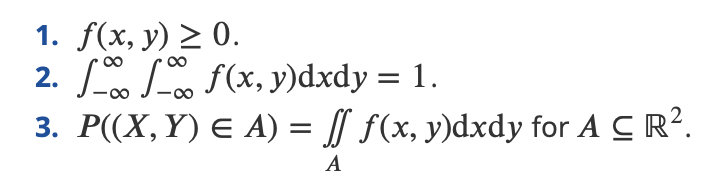 1. f(x, y) ≥ 0.
2. ∫_{−∞}^{∞} ∫_{−∞}^{∞} f(x, y)dxdy = 1.
3. P((X, Y) ∈ A) = ∬_A f(x, y)dxdy for A ⊆ ℝ².